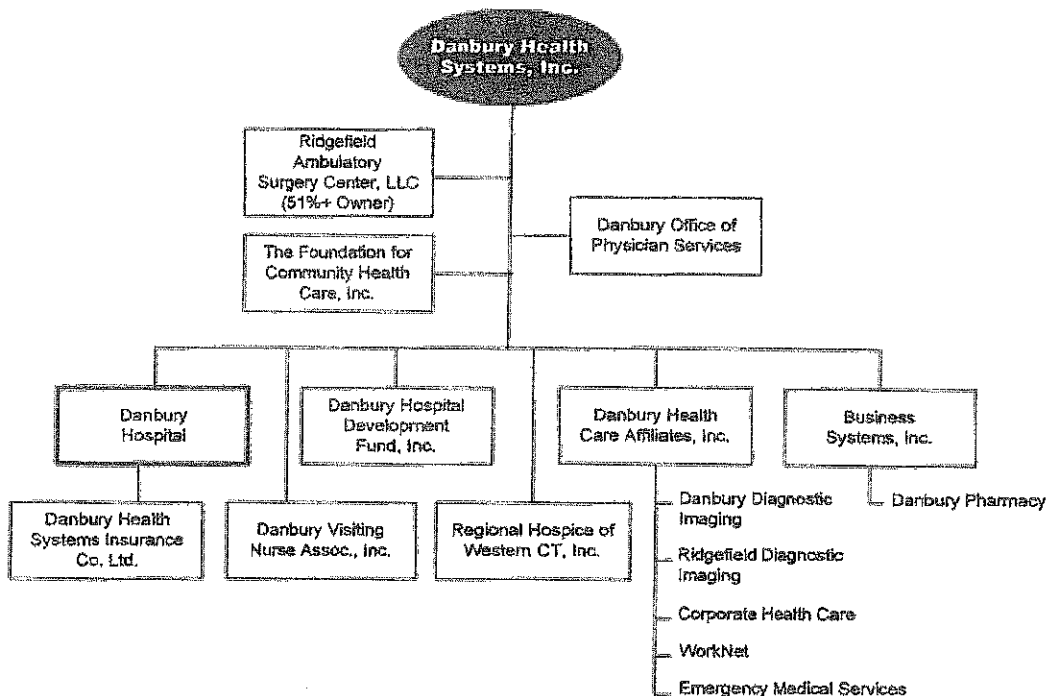 Danbury Health
Systems, Inc.
Ridgefield
Ambulatory
Surgery Center, LLC
(51%+ Owner)
Danbury Office of
Physician Services
The Foundation for
Community Health
Care, Inc.
Danbury
Hospital
Danbury Hospital
Development
Fund, Inc.
Danbury Health
Care Affiliates, Inc.
Business
Systems, Inc.
Danbury Health
Systems Insurance
Co. Ltd.
Danbury Visiting
Nurse Assoc., Inc.
Regional Hospice of
Western CT, Inc.
Danbury Diagnostic
Imaging
Ridgefield Diagnostic
Imaging
Corporate Health Care
WorkNet
Emergency Medical Services
Danbury Pharmacy